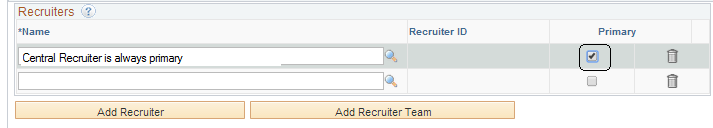 Recruiters ?
*Name Recruiter ID Primary
Central Recruiter is always primary
Add Recruiter Add Recruiter Team